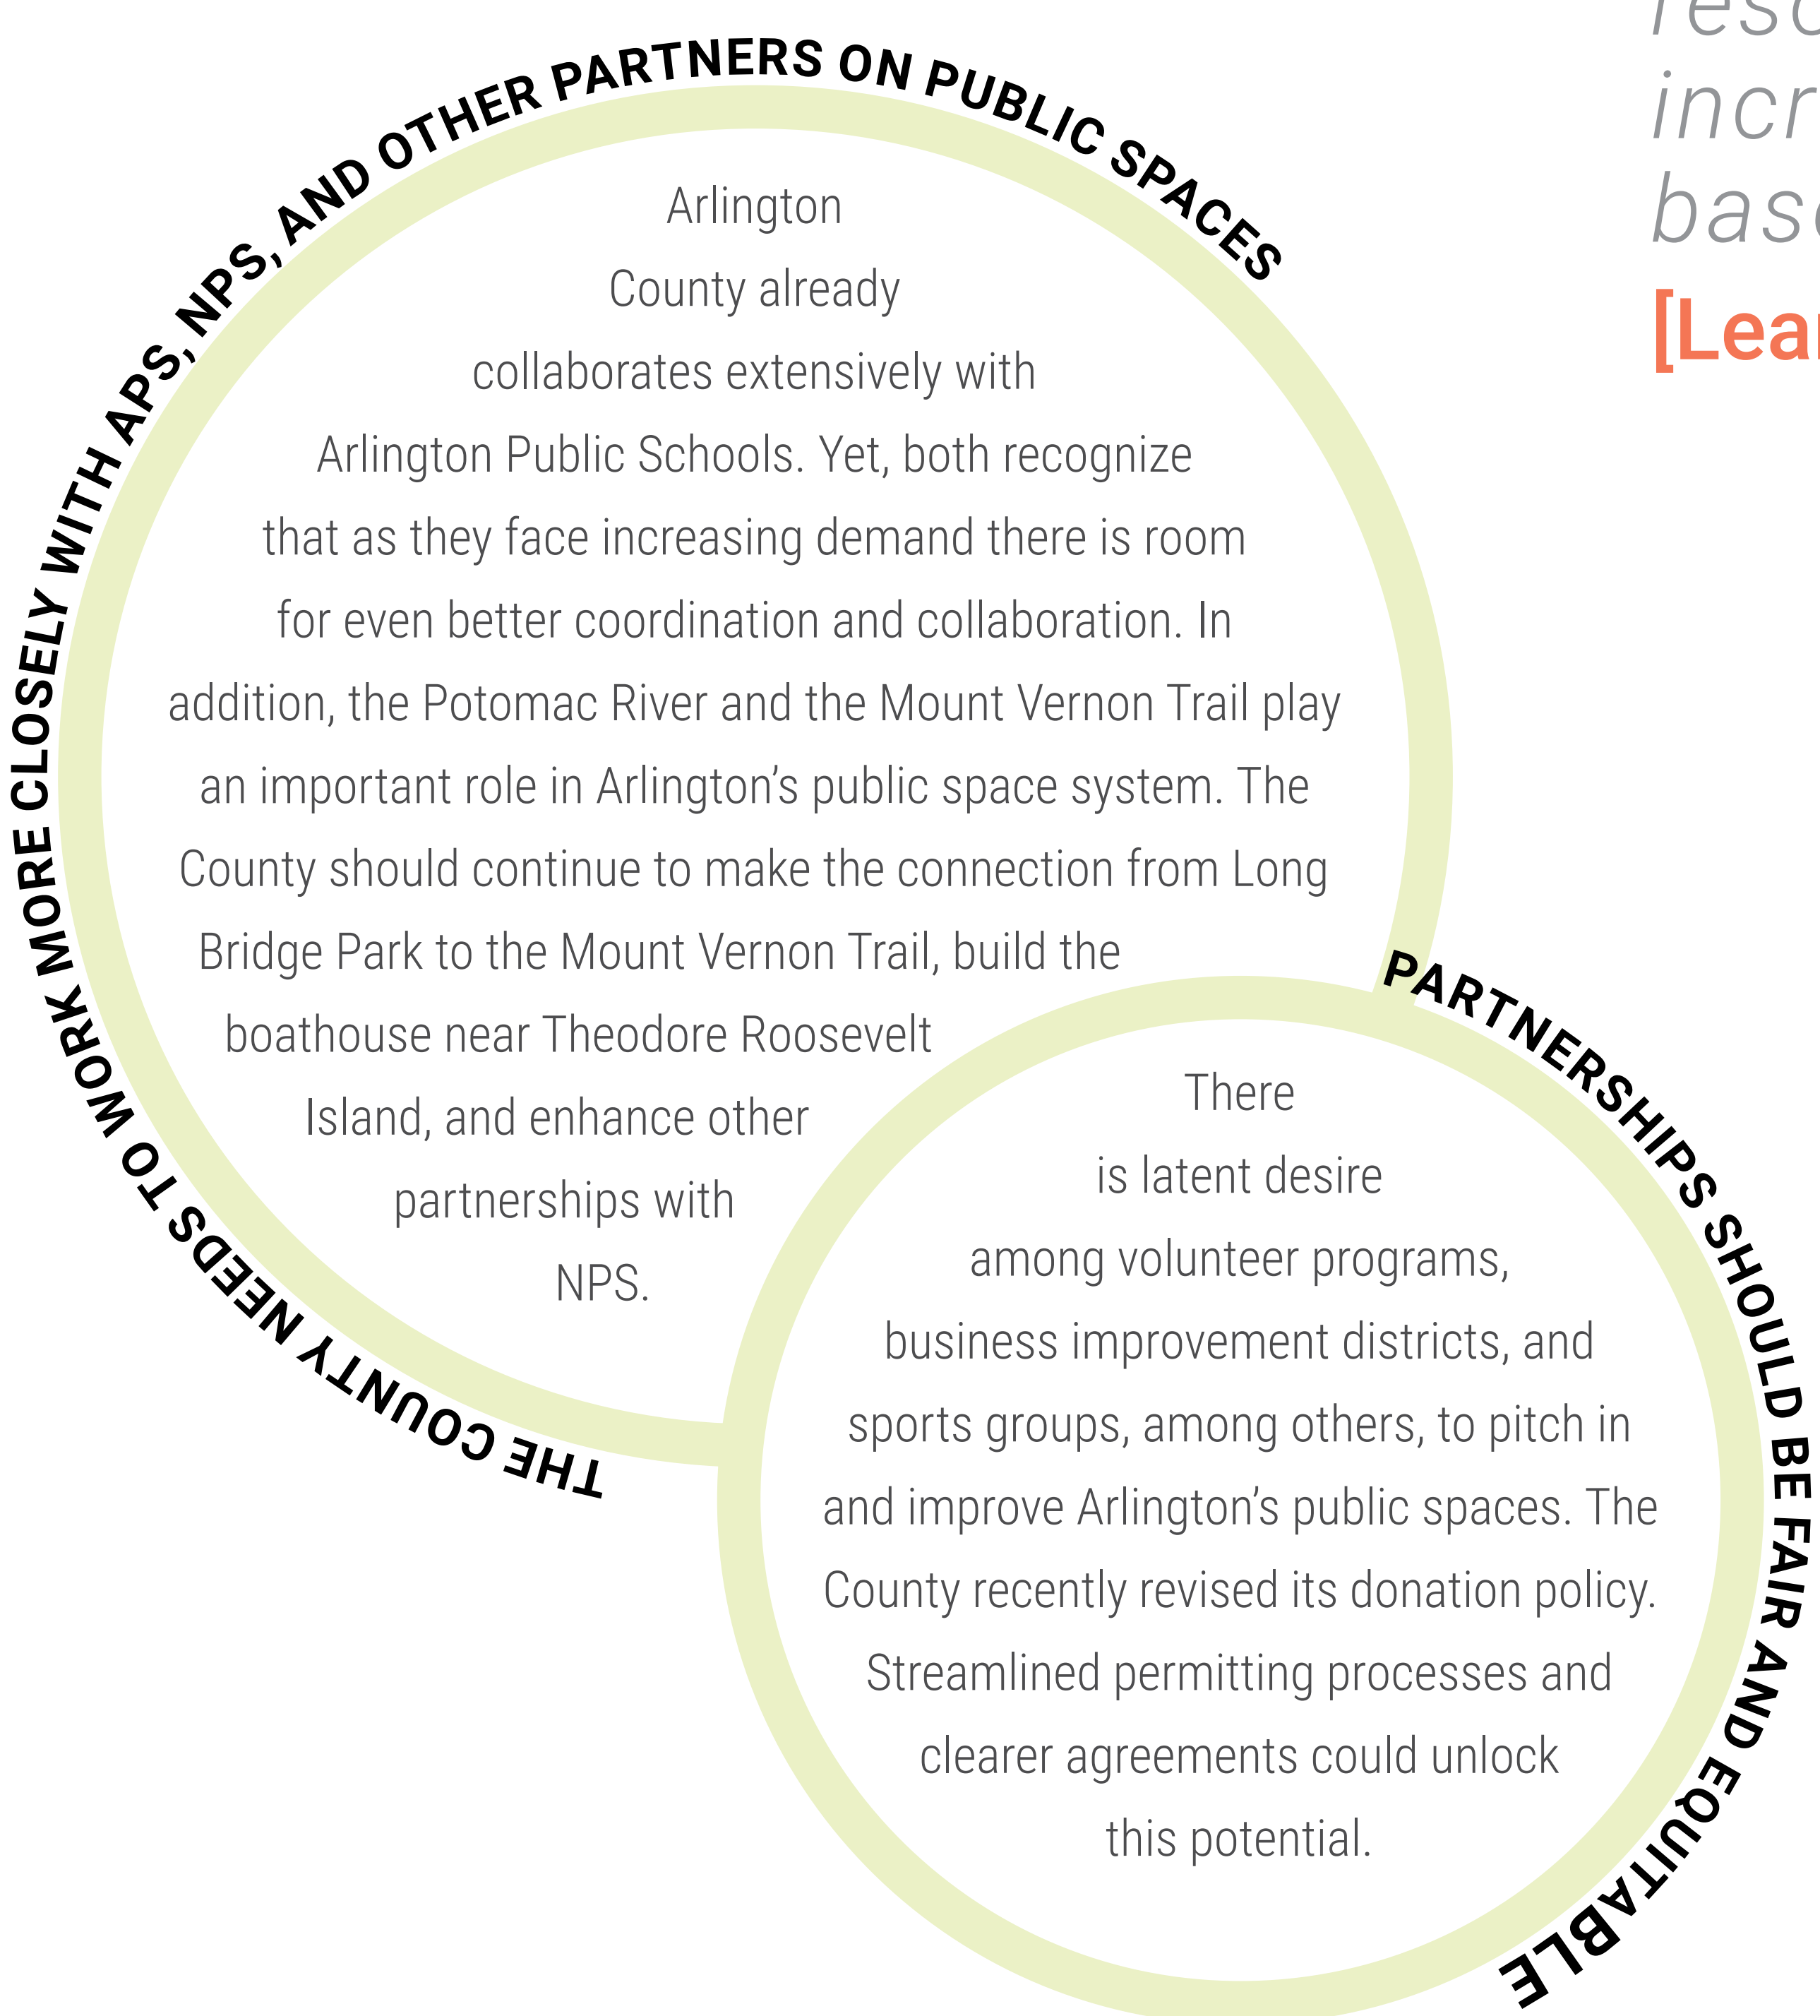 THE COUNTY NEEDS TO WORK MORE CLOSELY WITH APS, NPS, AND OTHER PARTNERS ON PUBLIC SPACES
Arlington
County already
collaborates extensively with
Arlington Public Schools. Yet, both recognize
that as they face increasing demand there is room
for even better coordination and collaboration. In
addition, the Potomac River and the Mount Vernon Trail play
an important role in Arlington’s public space system. The
County should continue to make the connection from Long
Bridge Park to the Mount Vernon Trail, build the
boathouse near Theodore Roosevelt
Island, and enhance other
partnerships with
NPS.
PARTNERSHIPS SHOULD BE FAIR AND EQUITABLE
There
is latent desire
among volunteer programs,
business improvement districts, and
sports groups, among others, to pitch in
and improve Arlington’s public spaces. The
County recently revised its donation policy.
Streamlined permitting processes and
clearer agreements could unlock
this potential.